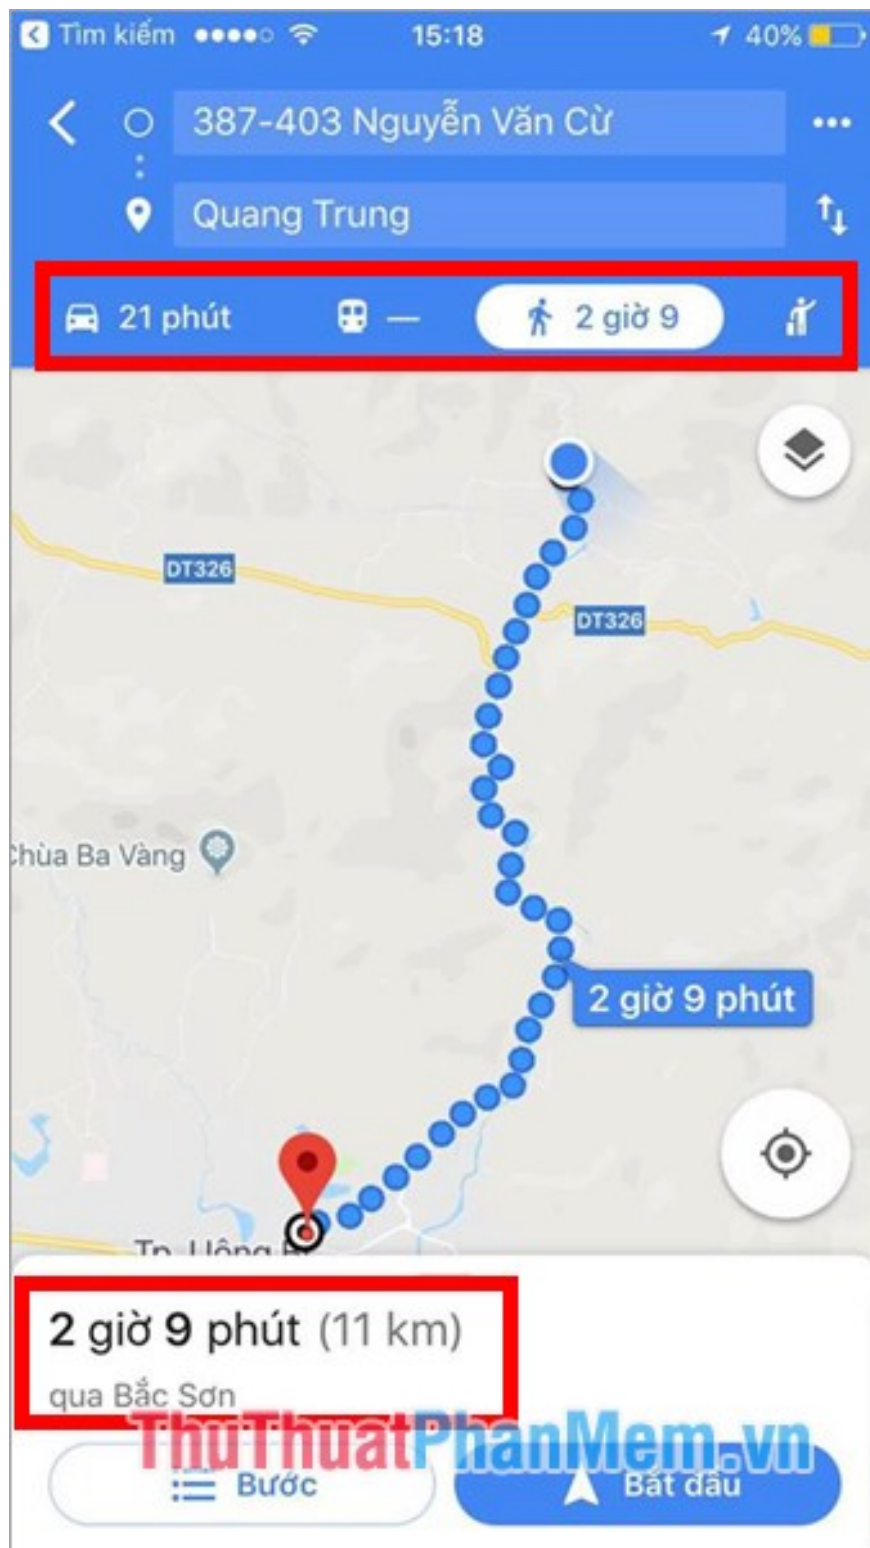 Tìm kiếm 15:18 40%
387-403 Nguyễn Văn Cừ
Quang Trung
21 phút — 2 giờ 9
DT326
DT326
Chùa Ba Vàng
2 giờ 9 phút
Tp. Uông B
2 giờ 9 phút (11 km)
qua Bắc Sơn
ThuThuatPhanMem.vn
Bước
Bắt đầu